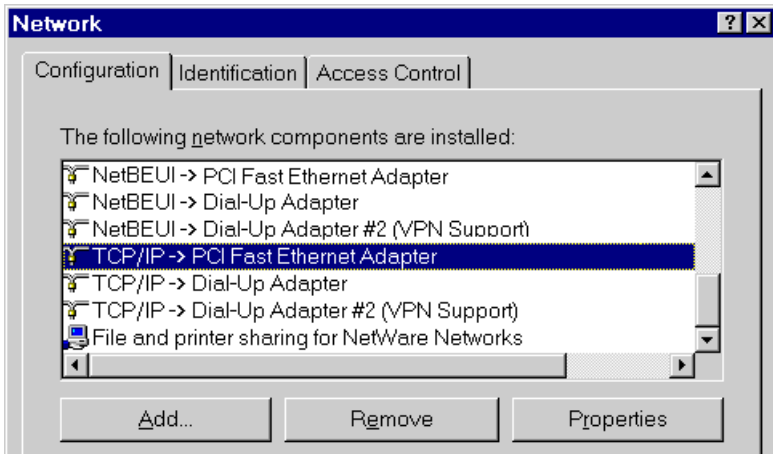 Network
Configuration Identification Access Control
The following network components are installed:
NetBEUI -> PCI Fast Ethernet Adapter
NetBEUI -> Dial-Up Adapter
NetBEUI -> Dial-Up Adapter #2 (VPN Support)
TCP/IP -> PCI Fast Ethernet Adapter
TCP/IP -> Dial-Up Adapter
TCP/IP -> Dial-Up Adapter #2 (VPN Support)
File and printer sharing for NetWare Networks
Add... Remove Properties